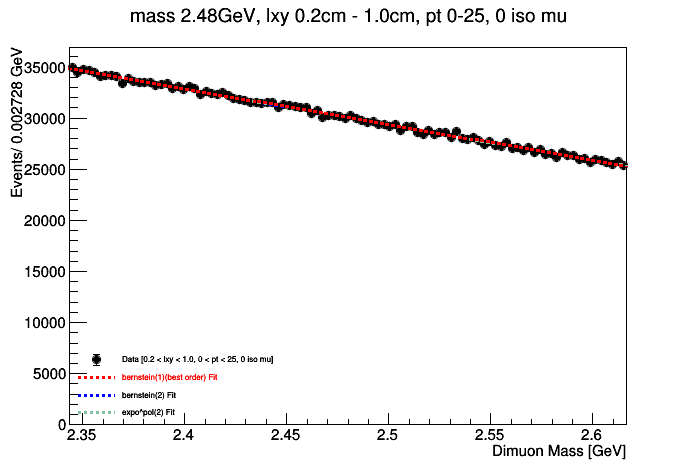 mass 2.48GeV, lxy 0.2cm - 1.0cm, pt 0-25, 0 iso mu
Events/ 0.002728 GeV
35000
30000
25000
20000
15000
10000
5000
0
Data [0.2 < lxy < 1.0, 0 < pt < 25, 0 iso mu]
bernstein(1)(best order) Fit
bernstein(2) Fit
expo^pol(2) Fit
2.35 2.4 2.45 2.5 2.55 2.6
Dimuon Mass [GeV]